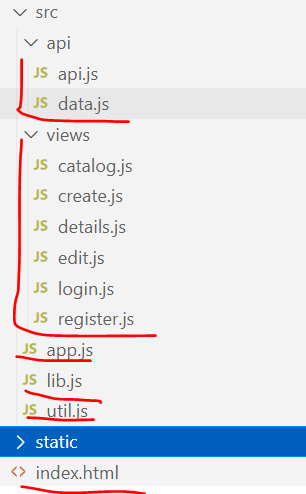 src
api
JS api.js
JS data.js
views
JS catalog.js
JS create.js
JS details.js
JS edit.js
JS login.js
JS register.js
JS app.js
JS lib.js
JS util.js
static
<> index.html